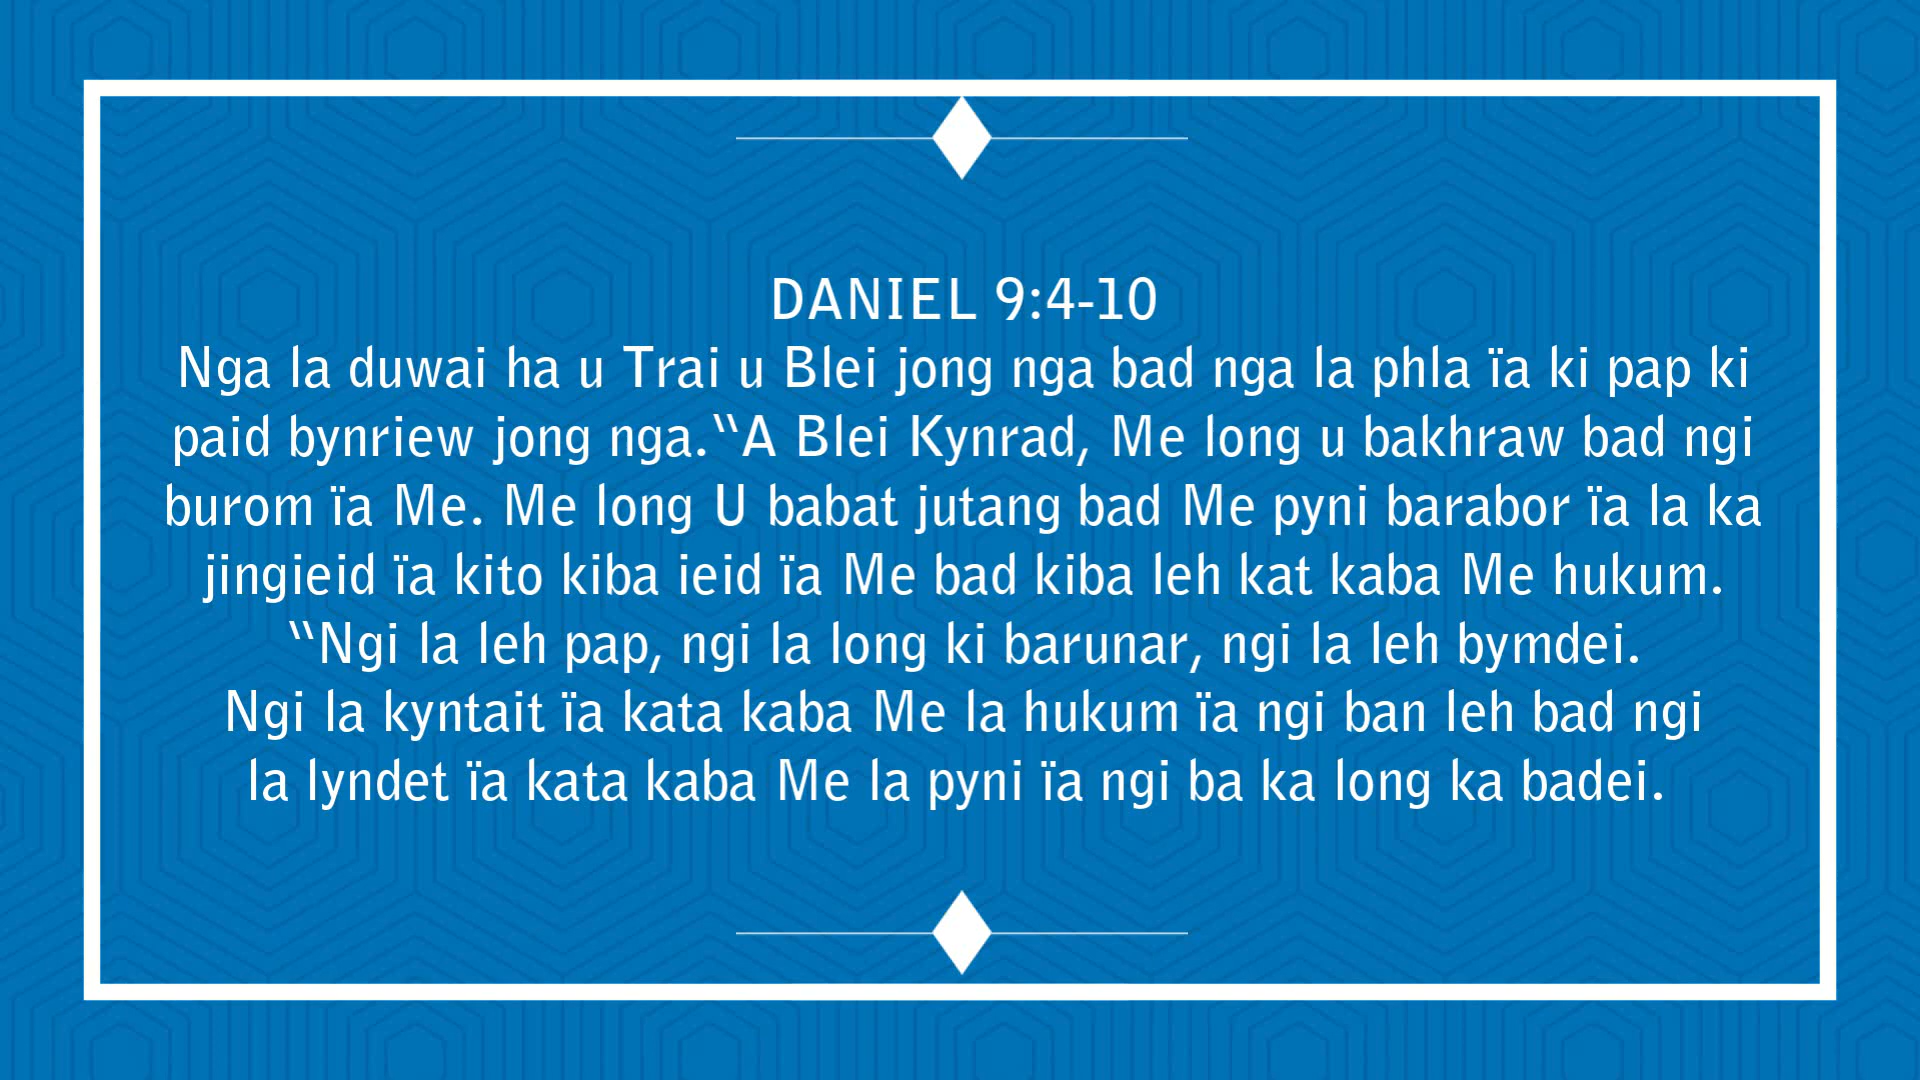 DANIEL 9:4-10
Nga la duwai ha u Trai u Blei jong nga bad nga la phla ïa ki pap ki
paid bynriew jong nga.“A Blei Kynrad, Me long u bakhraw bad ngi
burom ïa Me. Me long U babat jutang bad Me pyni barabor ïa la ka
jingieid ïa kito kiba ieid ïa Me bad kiba leh kat kaba Me hukum.
“Ngi la leh pap, ngi la long ki barunar, ngi la leh bymdei.
Ngi la kyntait ïa kata kaba Me la hukum ïa ngi ban leh bad ngi
la lyndet ïa kata kaba Me la pyni ïa ngi ba ka long ka badei.